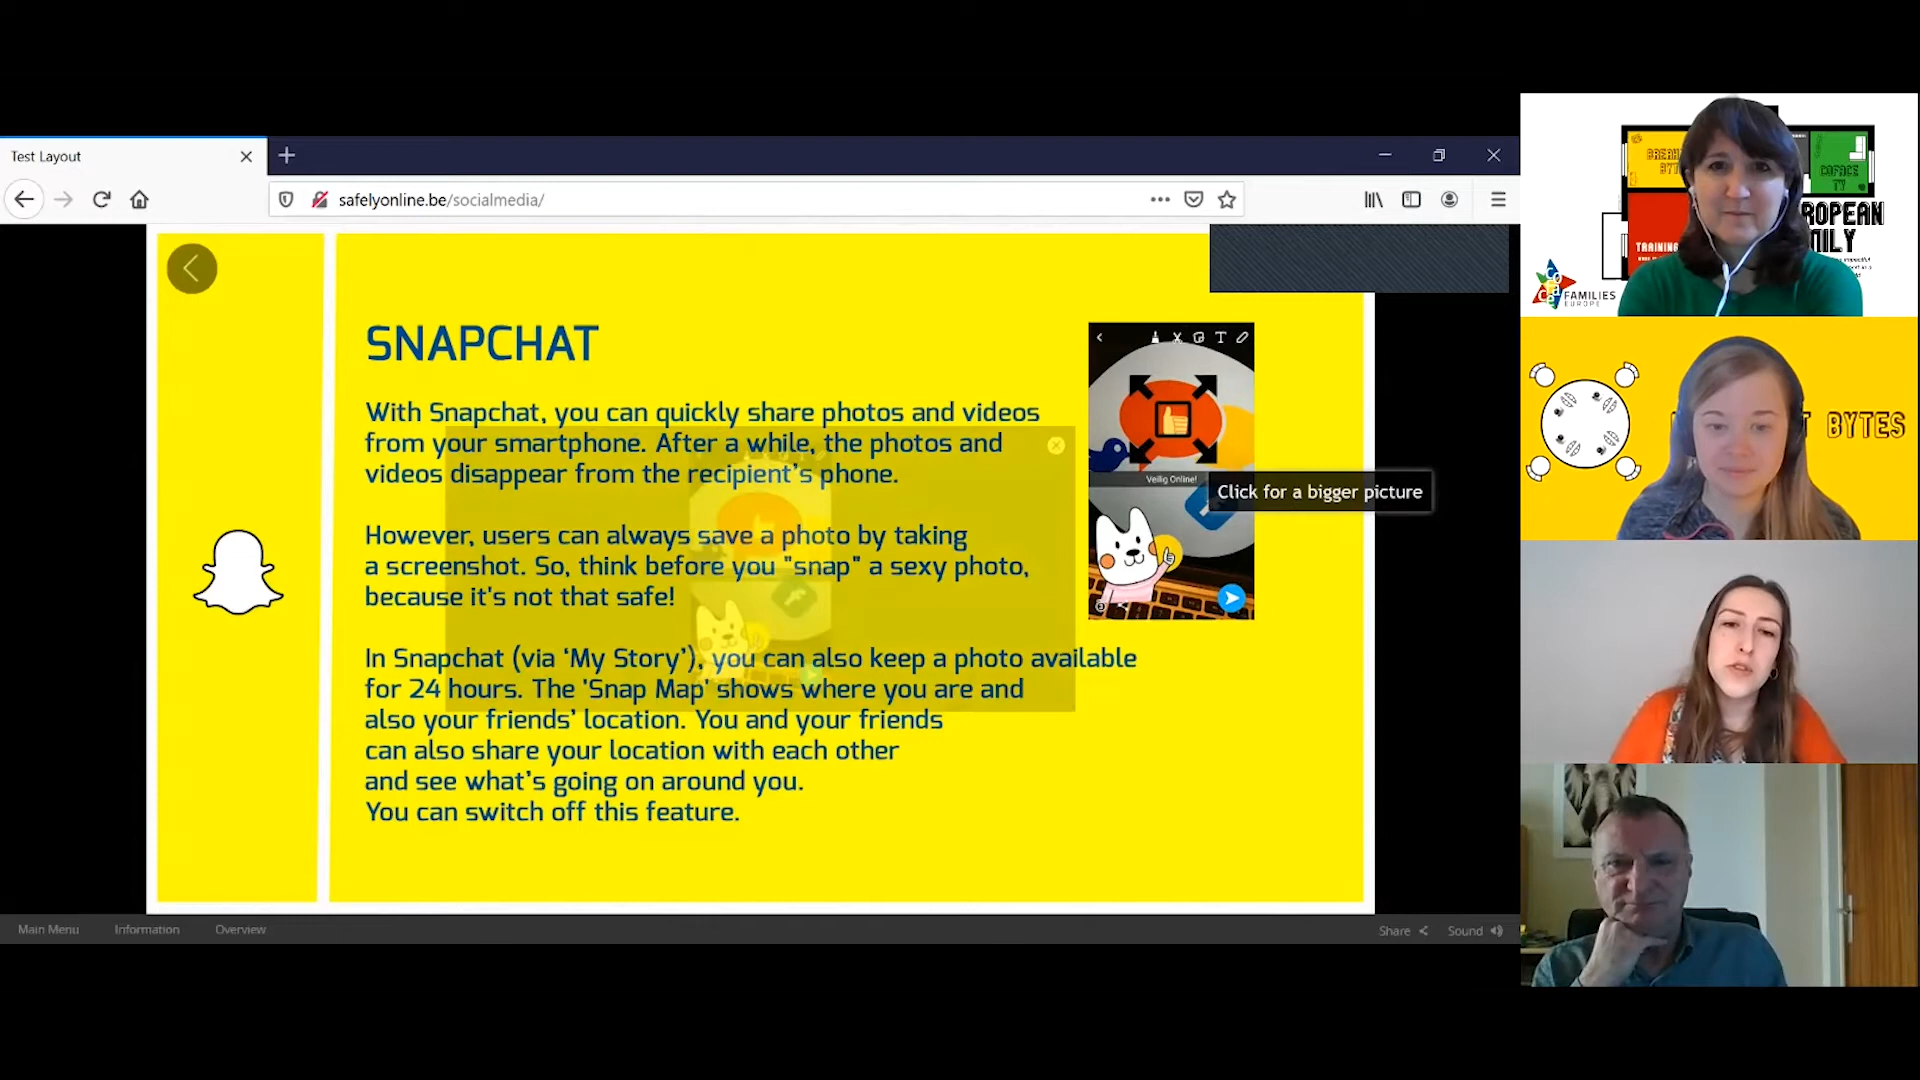 Test Layout
safelyonline.be/socialmedia/
SNAPCHAT
With Snapchat, you can quickly share photos and videos
from your smartphone. After a while, the photos and
videos disappear from the recipient's phone.
However, users can always save a photo by taking
a screenshot. So, think before you "snap" a sexy photo,
because it's not that safe!
In Snapchat (via ‘My Story’), you can also keep a photo available
for 24 hours. The 'Snap Map' shows where you are and
also your friends’ location. You and your friends
can also share your location with each other
and see what’s going on around you.
You can switch off this feature.
T
Veilig Online!
Click for a bigger picture
Main Menu
Information
Overview
Share
Sound
COFACE
TV
TRAINING
FAMILIES
EUROPE
BYTES